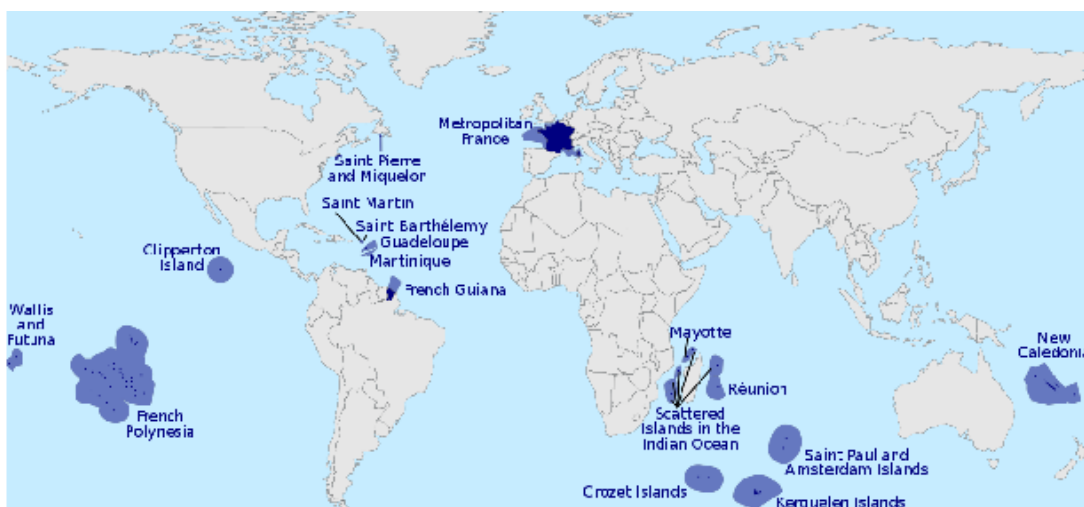 Metropolitan
France
Saint Pierre
and Miquelon
Saint Martin
Saint Barthélemy
Guadeloupe
Martinique
Clipperton
Island
French Guiana
Wallis
and
Futuna
French
Polynesia
Mayotte
Réunion
Scattered
Islands in the
Indian Ocean
New
Caledonia
Saint Paul and
Amsterdam Islands
Crozet Islands
Kerguelen Islands